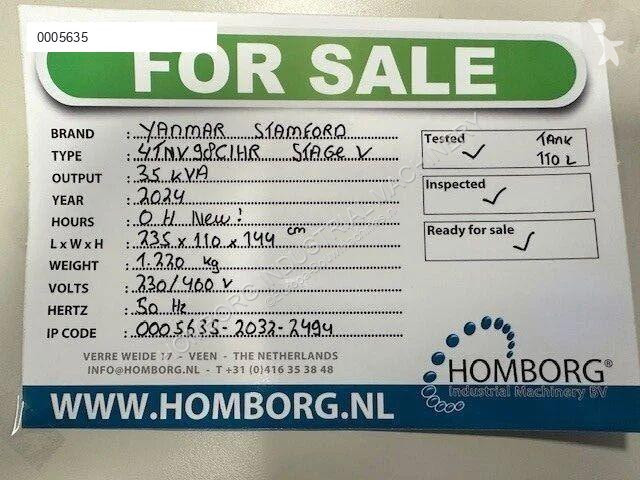 0005635
FOR SALE
BRAND : YANMAR STAMFORD
TYPE : 4TNV98CIHR STAGE V
OUTPUT : 35 KVA
YEAR : 2024
HOURS : 0 H New!
L x W x H : 235 x 110 x 144 cm
WEIGHT : 1.220 kg
VOLTS : 230/400 V
HERTZ : 50 Hz
IP CODE : 0005635-2032-2494
Tested TANK
110 L
Inspected
Ready for sale
VERRE WEIDE 17 - VEEN - THE NETHERLANDS
INFO@HOMBORG.NL - T +31 (0)416 35 38 48
HOMBORG®
Industrial Machinery BV
WWW.HOMBORG.NL
HOMBORG INDUSTRIAL MACHINERY